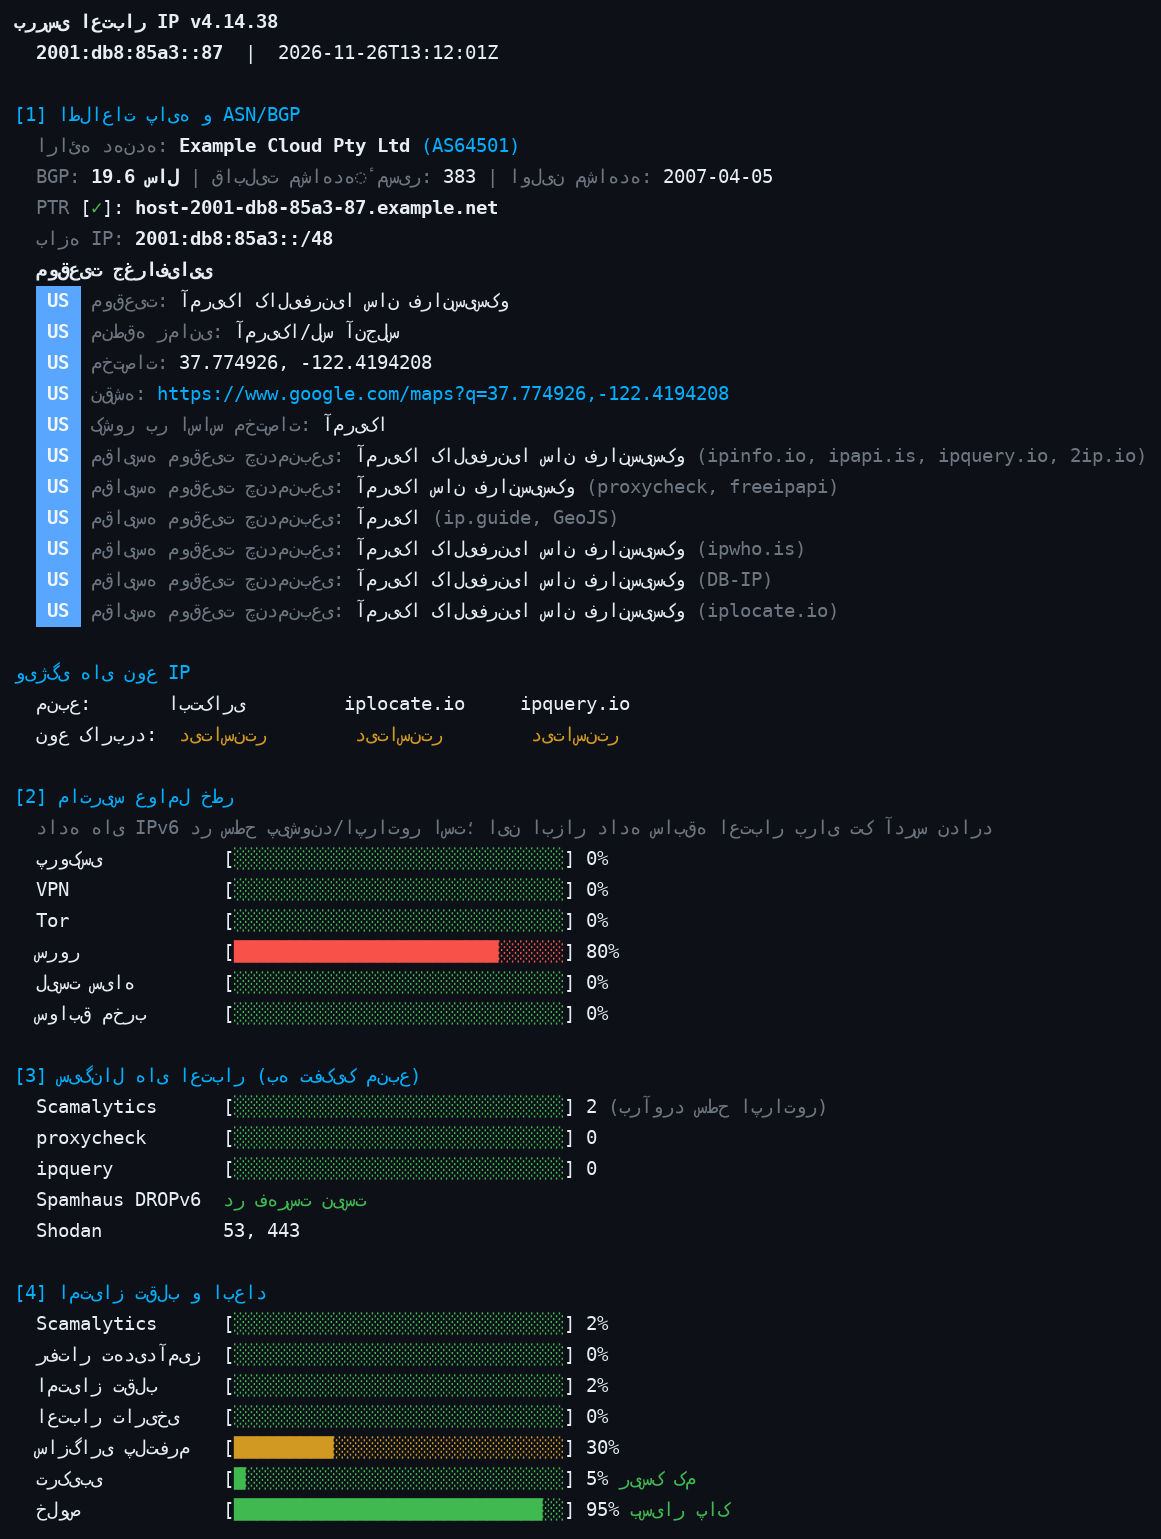 بررسی اعتبار IP v4.14.38
2001:db8:85a3::87 | 2026-11-26T13:12:01Z
[1] اطلاعات پایه و ASN/BGP
ارائه دهنده: Example Cloud Pty Ltd (AS64501)
BGP: 19.6 سال | قابلیت مشاهدهٔ مسیر: 383 | اولین مشاهده: 2007-04-05
PTR [✓]: host-2001-db8-85a3-87.example.net
بازه IP: 2001:db8:85a3::/48
موقعیت جغرافیایی
US موقعیت: آمریکا کالیفرنیا سان فرانسیسکو
US منطقه زمانی: آمریکا/لس آنجلس
US مختصات: 37.774926, -122.4194208
US نقشه: https://www.google.com/maps?q=37.774926,-122.4194208
US کشور بر اساس مختصات: آمریکا
US مقایسه موقعیت چندمنبعی: آمریکا کالیفرنیا سان فرانسیسکو (ipinfo.io, ipapi.is, ipquery.io, 2ip.io)
US مقایسه موقعیت چندمنبعی: آمریکا سان فرانسیسکو (proxycheck, freeipapi)
US مقایسه موقعیت چندمنبعی: آمریکا (ip.guide, GeoJS)
US مقایسه موقعیت چندمنبعی: آمریکا کالیفرنیا سان فرانسیسکو (ipwho.is)
US مقایسه موقعیت چندمنبعی: آمریکا کالیفرنیا سان فرانسیسکو (DB-IP)
US مقایسه موقعیت چندمنبعی: آمریکا کالیفرنیا سان فرانسیسکو (iplocate.io)
ویژگی های نوع IP
منبع: ابتکاری iplocate.io ipquery.io
نوع کاربرد: دیتاسنتر دیتاسنتر دیتاسنتر
[2] ماتریس عوامل خطر
داده های IPv6 در سطح پیشوند/اپراتور است؛ این ابزار داده سابقه اعتبار برای تک آدرس ندارد
پروکسی [] 0%
VPN [] 0%
Tor [] 0%
سرور [] 80%
لیست سیاه [] 0%
سوابق مخرب [] 0%
[3] سیگنال های اعتبار (به تفکیک منبع)
Scamalytics [] 2 (برآورد سطح اپراتور)
proxycheck [] 0
ipquery [] 0
Spamhaus DROPv6 در فهرست نیست
Shodan 53, 443
[4] امتیاز تقلب و ابعاد
Scamalytics [] 2%
رفتار تهدیدآمیز [] 0%
امتیاز تقلب [] 2%
اعتبار تاریخی [] 0%
سازگاری پلتفرم [] 30%
ترکیبی [] 5% ریسک کم
خلوص [] 95% بسیار پاک